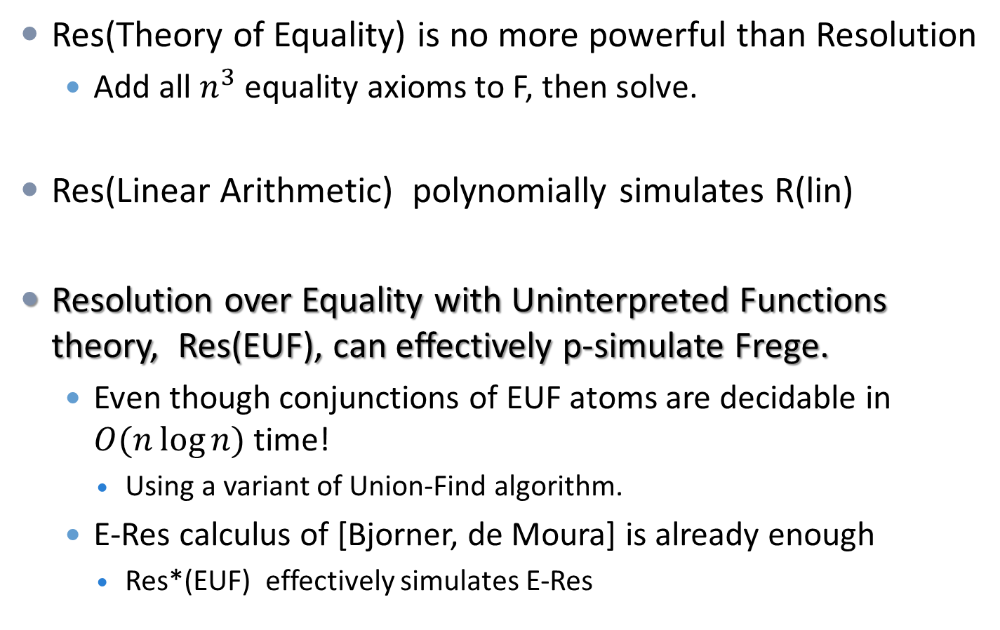 • Res(Theory of Equality) is no more powerful than Resolution
• Add all n³ equality axioms to F, then solve.
• Res(Linear Arithmetic) polynomially simulates R(lin)
• Resolution over Equality with Uninterpreted Functions
theory, Res(EUF), can effectively p-simulate Frege.
• Even though conjunctions of EUF atoms are decidable in
O(n log n) time!
• Using a variant of Union-Find algorithm.
• E-Res calculus of [Bjorner, de Moura] is already enough
• Res*(EUF) effectively simulates E-Res